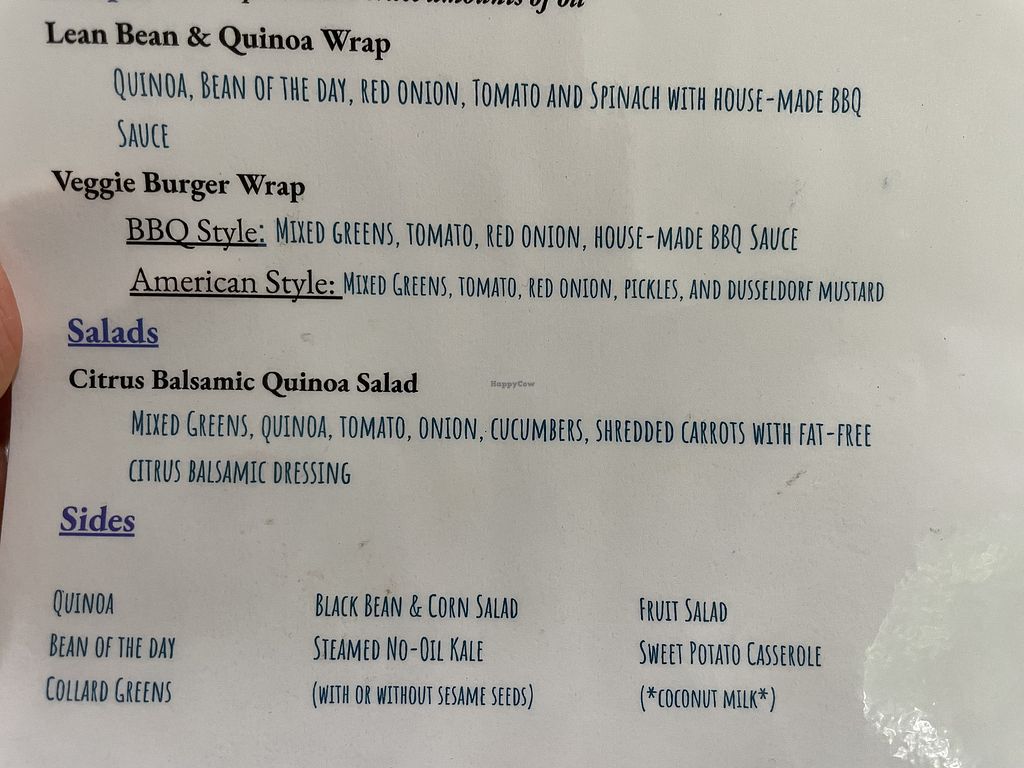 amounts of oil
Lean Bean & Quinoa Wrap
Quinoa, Bean of the day, red onion, Tomato and Spinach with house-made BBQ
Sauce
Veggie Burger Wrap
BBQ Style: Mixed greens, tomato, red onion, house-made BBQ Sauce
American Style: Mixed Greens, tomato, red onion, pickles, and dusseldorf mustard
Salads
Citrus Balsamic Quinoa Salad
HappyCow
Mixed Greens, quinoa, tomato, onion, cucumbers, shredded carrots with fat-free
citrus balsamic dressing
Sides
Quinoa Black Bean & Corn Salad Fruit Salad
Bean of the day Steamed No-Oil Kale Sweet Potato Casserole
Collard Greens (with or without sesame seeds) (*coconut milk*)